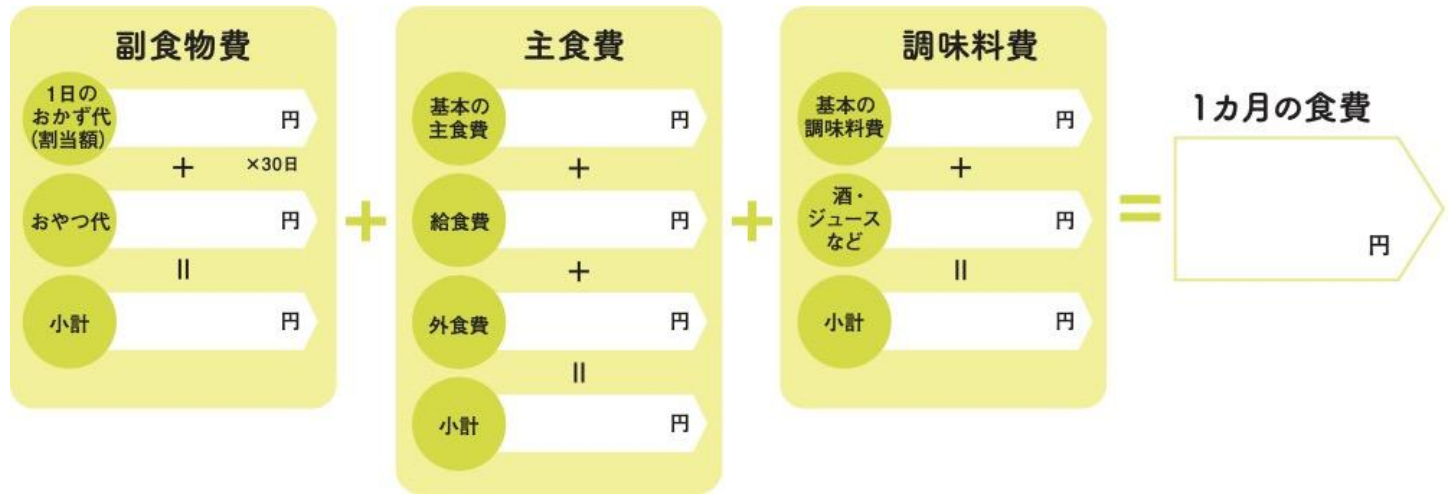 副食物費
1日の
おかず代
(割当額)
円
+
×30日
おやつ代
円
=
小計
円
+
主食費
基本の
主食費
円
+
給食費
円
+
外食費
円
=
小計
円
+
調味料費
基本の
調味料費
円
+
酒・
ジュース
など
円
=
小計
円
=
1カ月の食費
円